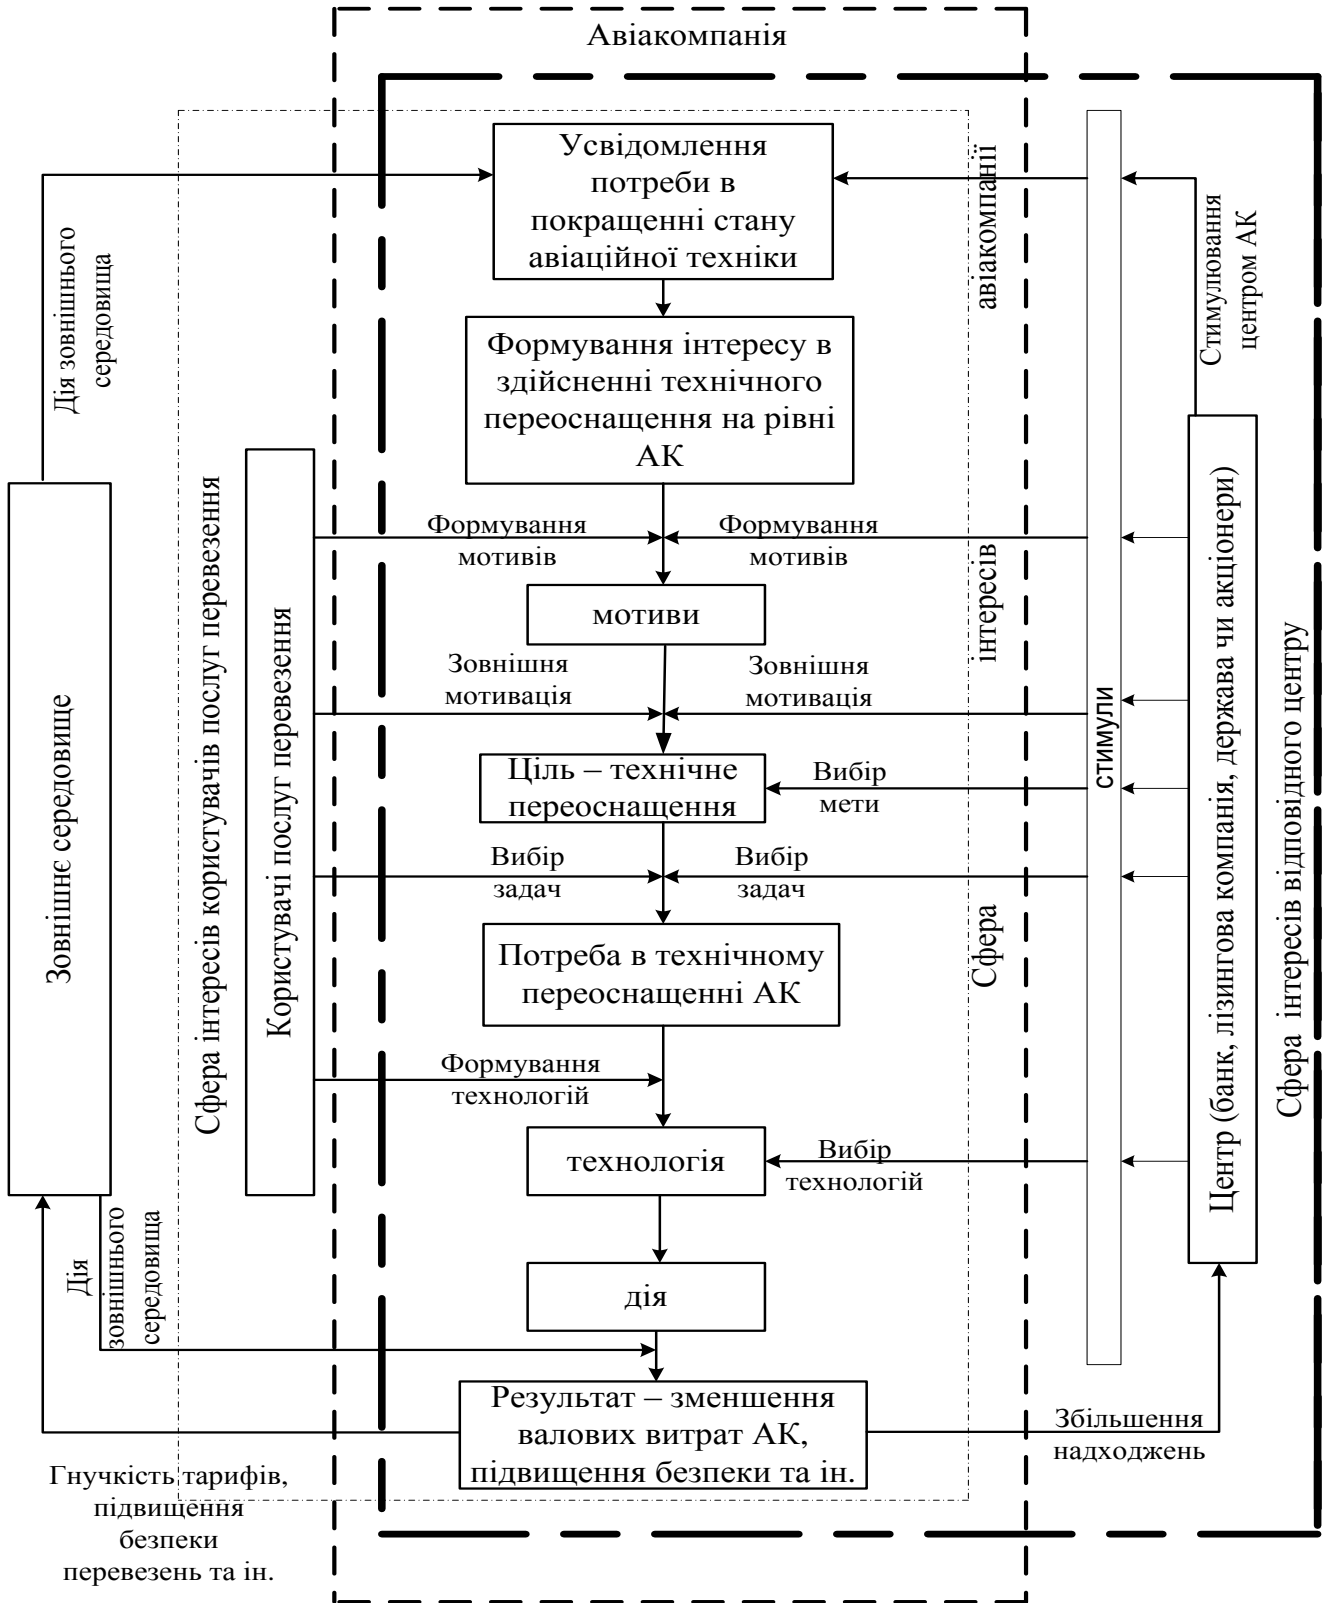 Авіакомпанія
Усвідомлення
потреби в
покращенні стану
авіаційної техніки
Формування інтересу в
здійсненні технічного
переоснащення на рівні
АК
Формування
мотивів
Формування
мотивів
мотиви
Зовнішня
мотивація
Зовнішня
мотивація
Ціль – технічне
переоснащення
Вибір
мети
Вибір
задач
Вибір
задач
Потреба в технічному
переоснащенні АК
Формування
технологій
технологія
Вибір
технологій
дія
Результат – зменшення
валових витрат АК,
підвищення безпеки та ін.
Збільшення
надходжень
Гнучкість тарифів,
підвищення
безпеки
перевезень та ін.
Дія зовнішнього
середовища
Зовнішнє середовище
Дія
зовнішнього
середовища
Сфера інтересів користувачів послуг перевезення
Користувачі послуг перевезення
Сфера інтересів авіакомпанії
стимули
Стимулювання
центром АК
Центр (банк, лізингова компанія, держава чи акціонери)
Сфера інтересів відповідного центру